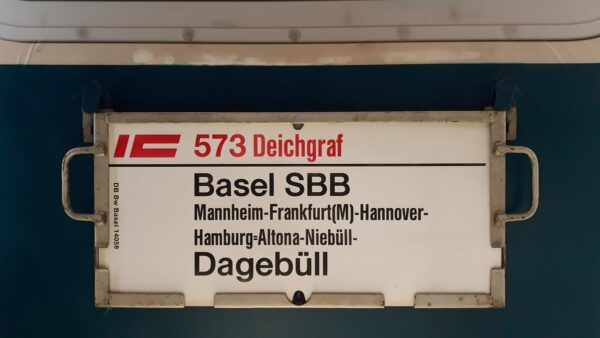 IC 573 Deichgraf
Basel SBB
Mannheim-Frankfurt(M)-Hannover-
Hamburg=Altona-Niebüll-
Dagebüll
DB Bw Basel 14059